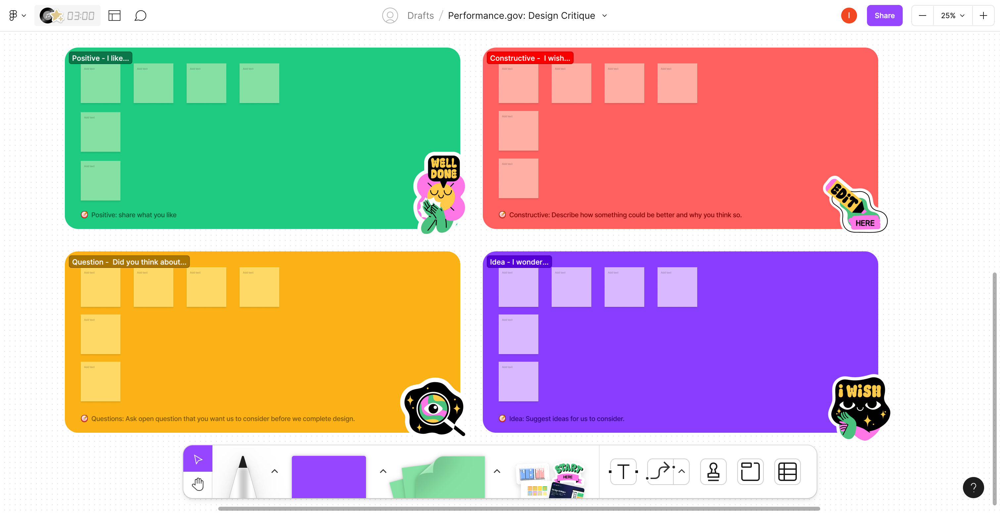 03:00
Drafts / Performance.gov: Design Critique
I
Share
25%
Positive - I like...
Add text
Add text
Add text
Add text
Add text
Add text
WELL
DONE
🎯 Positive: share what you like
Constructive -  I wish...
Add text
Add text
Add text
Add text
Add text
Add text
EDiT
HERE
🎯 Constructive: Describe how something could be better and why you think so.
Question -  Did you think about...
Add text
Add text
Add text
Add text
Add text
Add text
🎯 Questions: Ask open question that you want us to consider before we complete design.
Idea - I wonder...
Add text
Add text
Add text
Add text
Add text
Add text
i WiSH
🎯 Idea: Suggest ideas for us to consider.
START
HERE
Design Critique
T
?